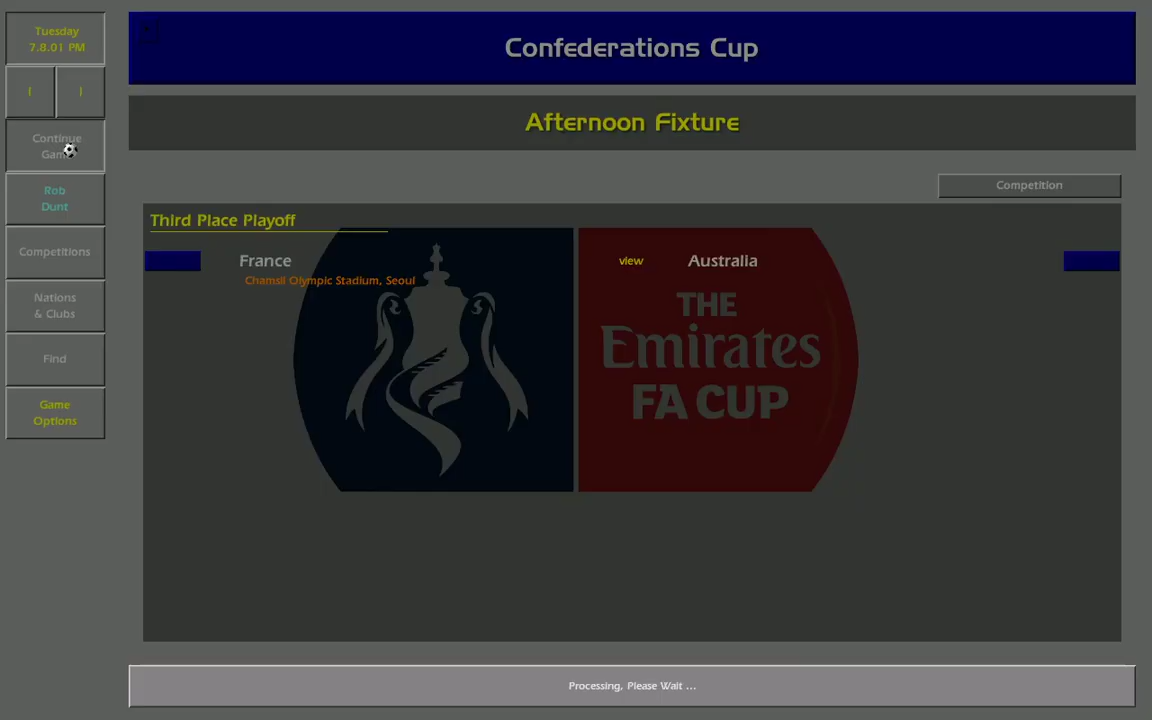 Tuesday
7.8.01 PM
Confederations Cup
Afternoon Fixture
Continue
Game
Rob
Dunt
Competitions
Nations
& Clubs
Find
Game
Options
Competition
Third Place Playoff
France
view
Australia
Chamsil Olympic Stadium, Seoul
THE
Emirates
FA CUP
Processing, Please Wait ...